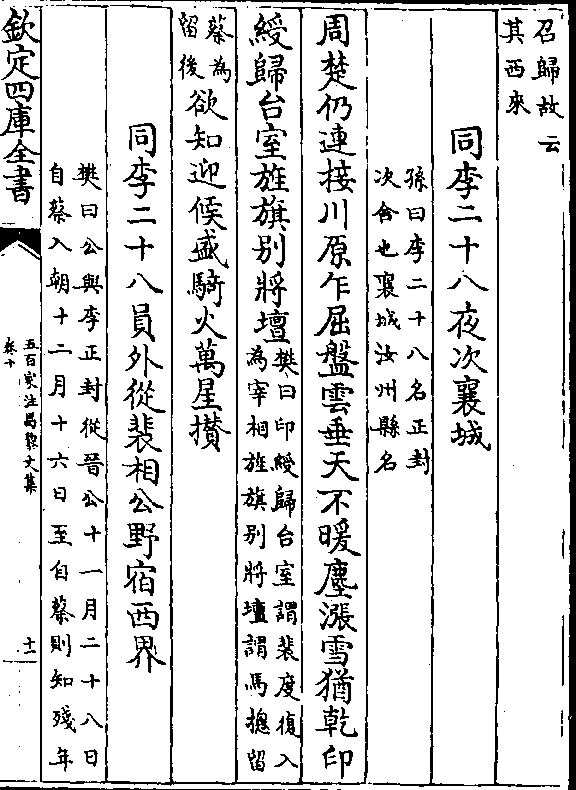 召歸故云
其西來
同李二十八夜次襄城
孫曰李二十八名正封
次舍也襄城汝州縣名
周楚仍連接川原乍屈盤雲垂天不暖塵漲雪猶乾印
綬歸台室旌旗别將壇
樊曰印綬歸台室謂裴度復入
為宰相旌旗别將壇謂馬摠留
蔡為
留後
欲知迎候盛騎火萬星攅
同李二十八員外從裴相公野宿西界
樊曰公與李正封從晉公十一月二十八日
自蔡入朝十二月十六日至自蔡則知殘年
欽定四庫全書
五百家注昌黎文集
卷十
十二